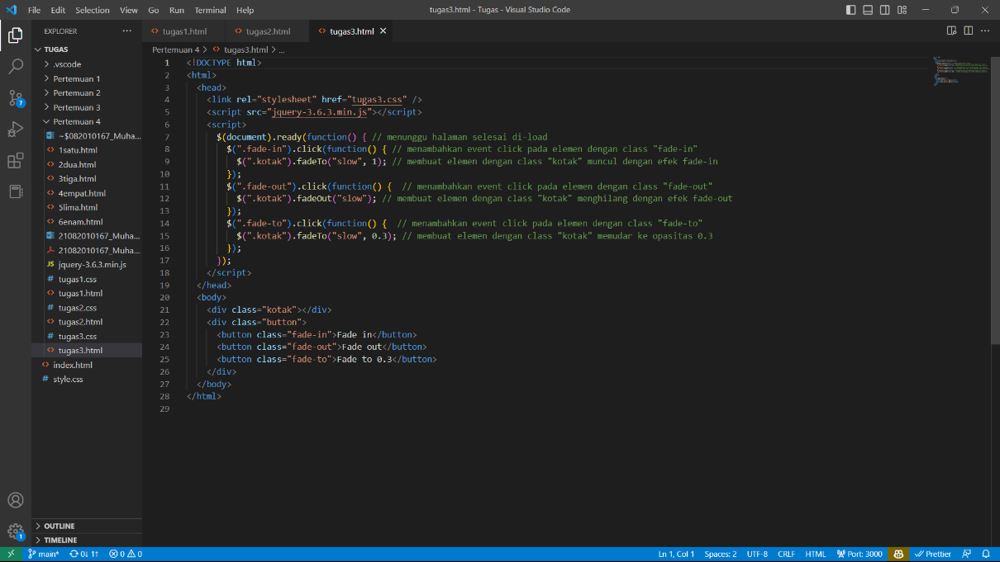 File Edit Selection View Go Run Terminal Help
tugas3.html - Tugas - Visual Studio Code
EXPLORER
TUGAS
.vscode
Pertemuan 1
Pertemuan 2
Pertemuan 3
Pertemuan 4
~$082010167_Muha...
1satu.html
2dua.html
3tiga.html
4empat.html
5lima.html
6enam.html
21082010167_Muha...
21082010167_Muha...
JS jquery-3.6.3.min.js
# tugas1.css
tugas1.html
# tugas2.css
tugas2.html
# tugas3.css
tugas3.html
index.html
# style.css
OUTLINE
TIMELINE
7
1
tugas1.html tugas2.html tugas3.html
Pertemuan 4 > tugas3.html > ...
1 <!DOCTYPE html>
2 <html>
3 <head>
4 <link rel="stylesheet" href="tugas3.css" />
5 <script src="jquery-3.6.3.min.js"></script>
6 <script>
7 $(document).ready(function() { // menunggu halaman selesai di-load
8 $(".fade-in").click(function() { // menambahkan event click pada elemen dengan class "fade-in"
9 $(".kotak").fadeTo("slow", 1); // membuat elemen dengan class "kotak" muncul dengan efek fade-in
10 });
11 $(".fade-out").click(function() {  // menambahkan event click pada elemen dengan class "fade-out"
12 $(".kotak").fadeOut("slow"); // membuat elemen dengan class "kotak" menghilang dengan efek fade-out
13 });
14 $(".fade-to").click(function() {  // menambahkan event click pada elemen dengan class "fade-to"
15 $(".kotak").fadeTo("slow", 0.3); // membuat elemen dengan class "kotak" memudar ke opasitas 0.3
16 });
17 });
18 </script>
19 </head>
20 <body>
21 <div class="kotak"></div>
22 <div class="button">
23 <button class="fade-in">Fade in</button>
24 <button class="fade-out">Fade out</button>
25 <button class="fade-to">Fade to 0.3</button>
26 </div>
27 </body>
28 </html>
29
main* 0↓ 1↑ 0 0 Ln 1, Col 1 Spaces: 2 UTF-8 CRLF HTML Port: 3000 Prettier